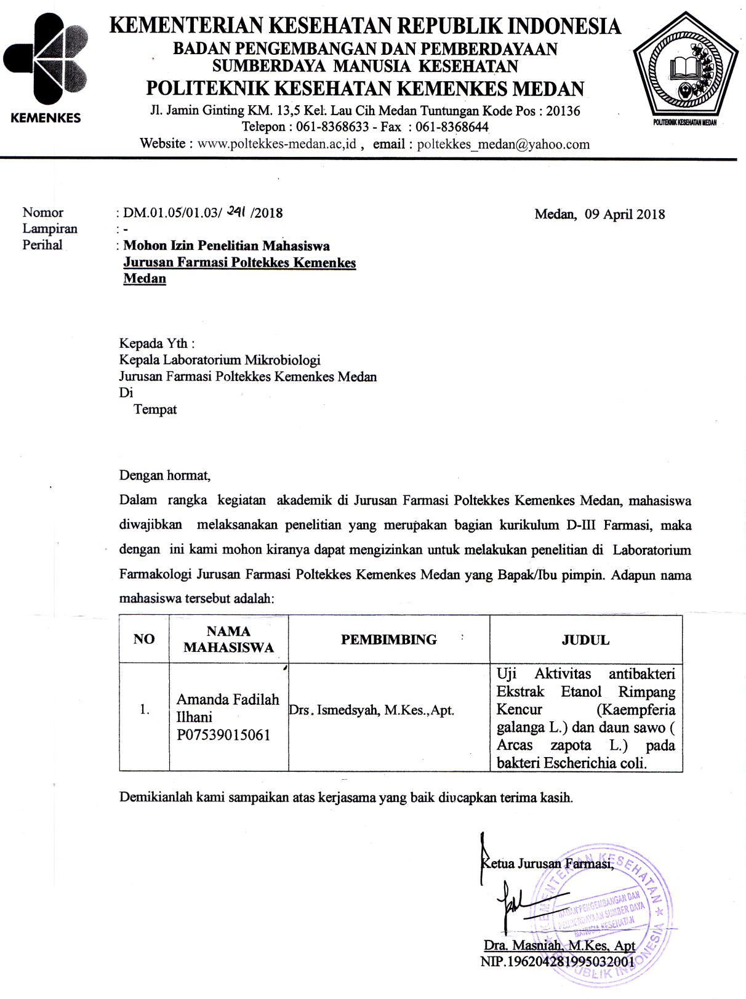 KEMENTERIAN KESEHATAN REPUBLIK INDONESIA
BADAN PENGEMBANGAN DAN PEMBERDAYAAN
SUMBERDAYA MANUSIA KESEHATAN
POLITEKNIK KESEHATAN KEMENKES MEDAN
Jl. Jamin Ginting KM. 13,5 Kel. Lau Cih Medan Tuntungan Kode Pos : 20136
Telepon : 061-8368633 - Fax : 061-8368644
Website : www.poltekkes-medan.ac,id , email : poltekkes_medan@yahoo.com
KEMENKES
POLITEKNIK KESEHATAN MEDAN
Nomor : DM.01.05/01.03/ 241 /2018
Medan, 09 April 2018
Lampiran : -
Perihal : Mohon Izin Penelitian Mahasiswa
Jurusan Farmasi Poltekkes Kemenkes
Medan
Kepada Yth :
Kepala Laboratorium Mikrobiologi
Jurusan Farmasi Poltekkes Kemenkes Medan
Di
Tempat
Dengan hormat,
Dalam rangka kegiatan akademik di Jurusan Farmasi Poltekkes Kemenkes Medan, mahasiswa
diwajibkan melaksanakan penelitian yang merupakan bagian kurikulum D-III Farmasi, maka
dengan ini kami mohon kiranya dapat mengizinkan untuk melakukan penelitian di Laboratorium
Farmakologi Jurusan Farmasi Poltekkes Kemenkes Medan yang Bapak/Ibu pimpin. Adapun nama
mahasiswa tersebut adalah:
NO
NAMA
MAHASISWA
PEMBIMBING
JUDUL
1.
Amanda Fadilah
Ilhani
P07539015061
Drs. Ismedsyah, M.Kes.,Apt.
Uji Aktivitas antibakteri
Ekstrak Etanol Rimpang
Kencur (Kaempferia
galanga L.) dan daun sawo (
Arcas zapota L.) pada
bakteri Escherichia coli.
Demikianlah kami sampaikan atas kerjasama yang baik diucapkan terima kasih.
Ketua Jurusan Farmasi,
KEMENTERIAN KESEHATAN
BADAN PENGEMBANGAN DAN
PEMBERDAYAAN SUMBER DAYA
MANUSIA KESEHATAN
REPUBLIK INDONESIA
Dra. Masniah, M.Kes, Apt
NIP.196204281995032001